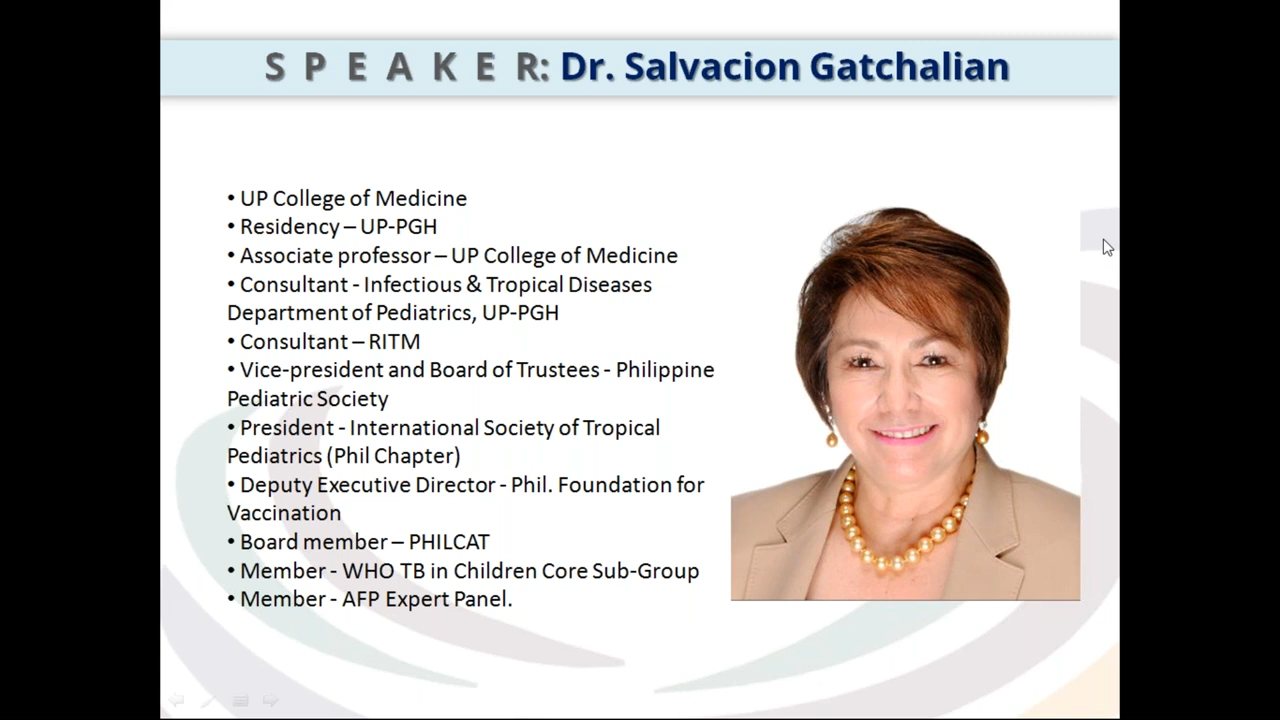 S P E A K E R: Dr. Salvacion Gatchalian
• UP College of Medicine
• Residency – UP-PGH
• Associate professor – UP College of Medicine
• Consultant - Infectious & Tropical Diseases
Department of Pediatrics, UP-PGH
• Consultant – RITM
• Vice-president and Board of Trustees - Philippine
Pediatric Society
• President - International Society of Tropical
Pediatrics (Phil Chapter)
• Deputy Executive Director - Phil. Foundation for
Vaccination
• Board member – PHILCAT
• Member - WHO TB in Children Core Sub-Group
• Member - AFP Expert Panel.